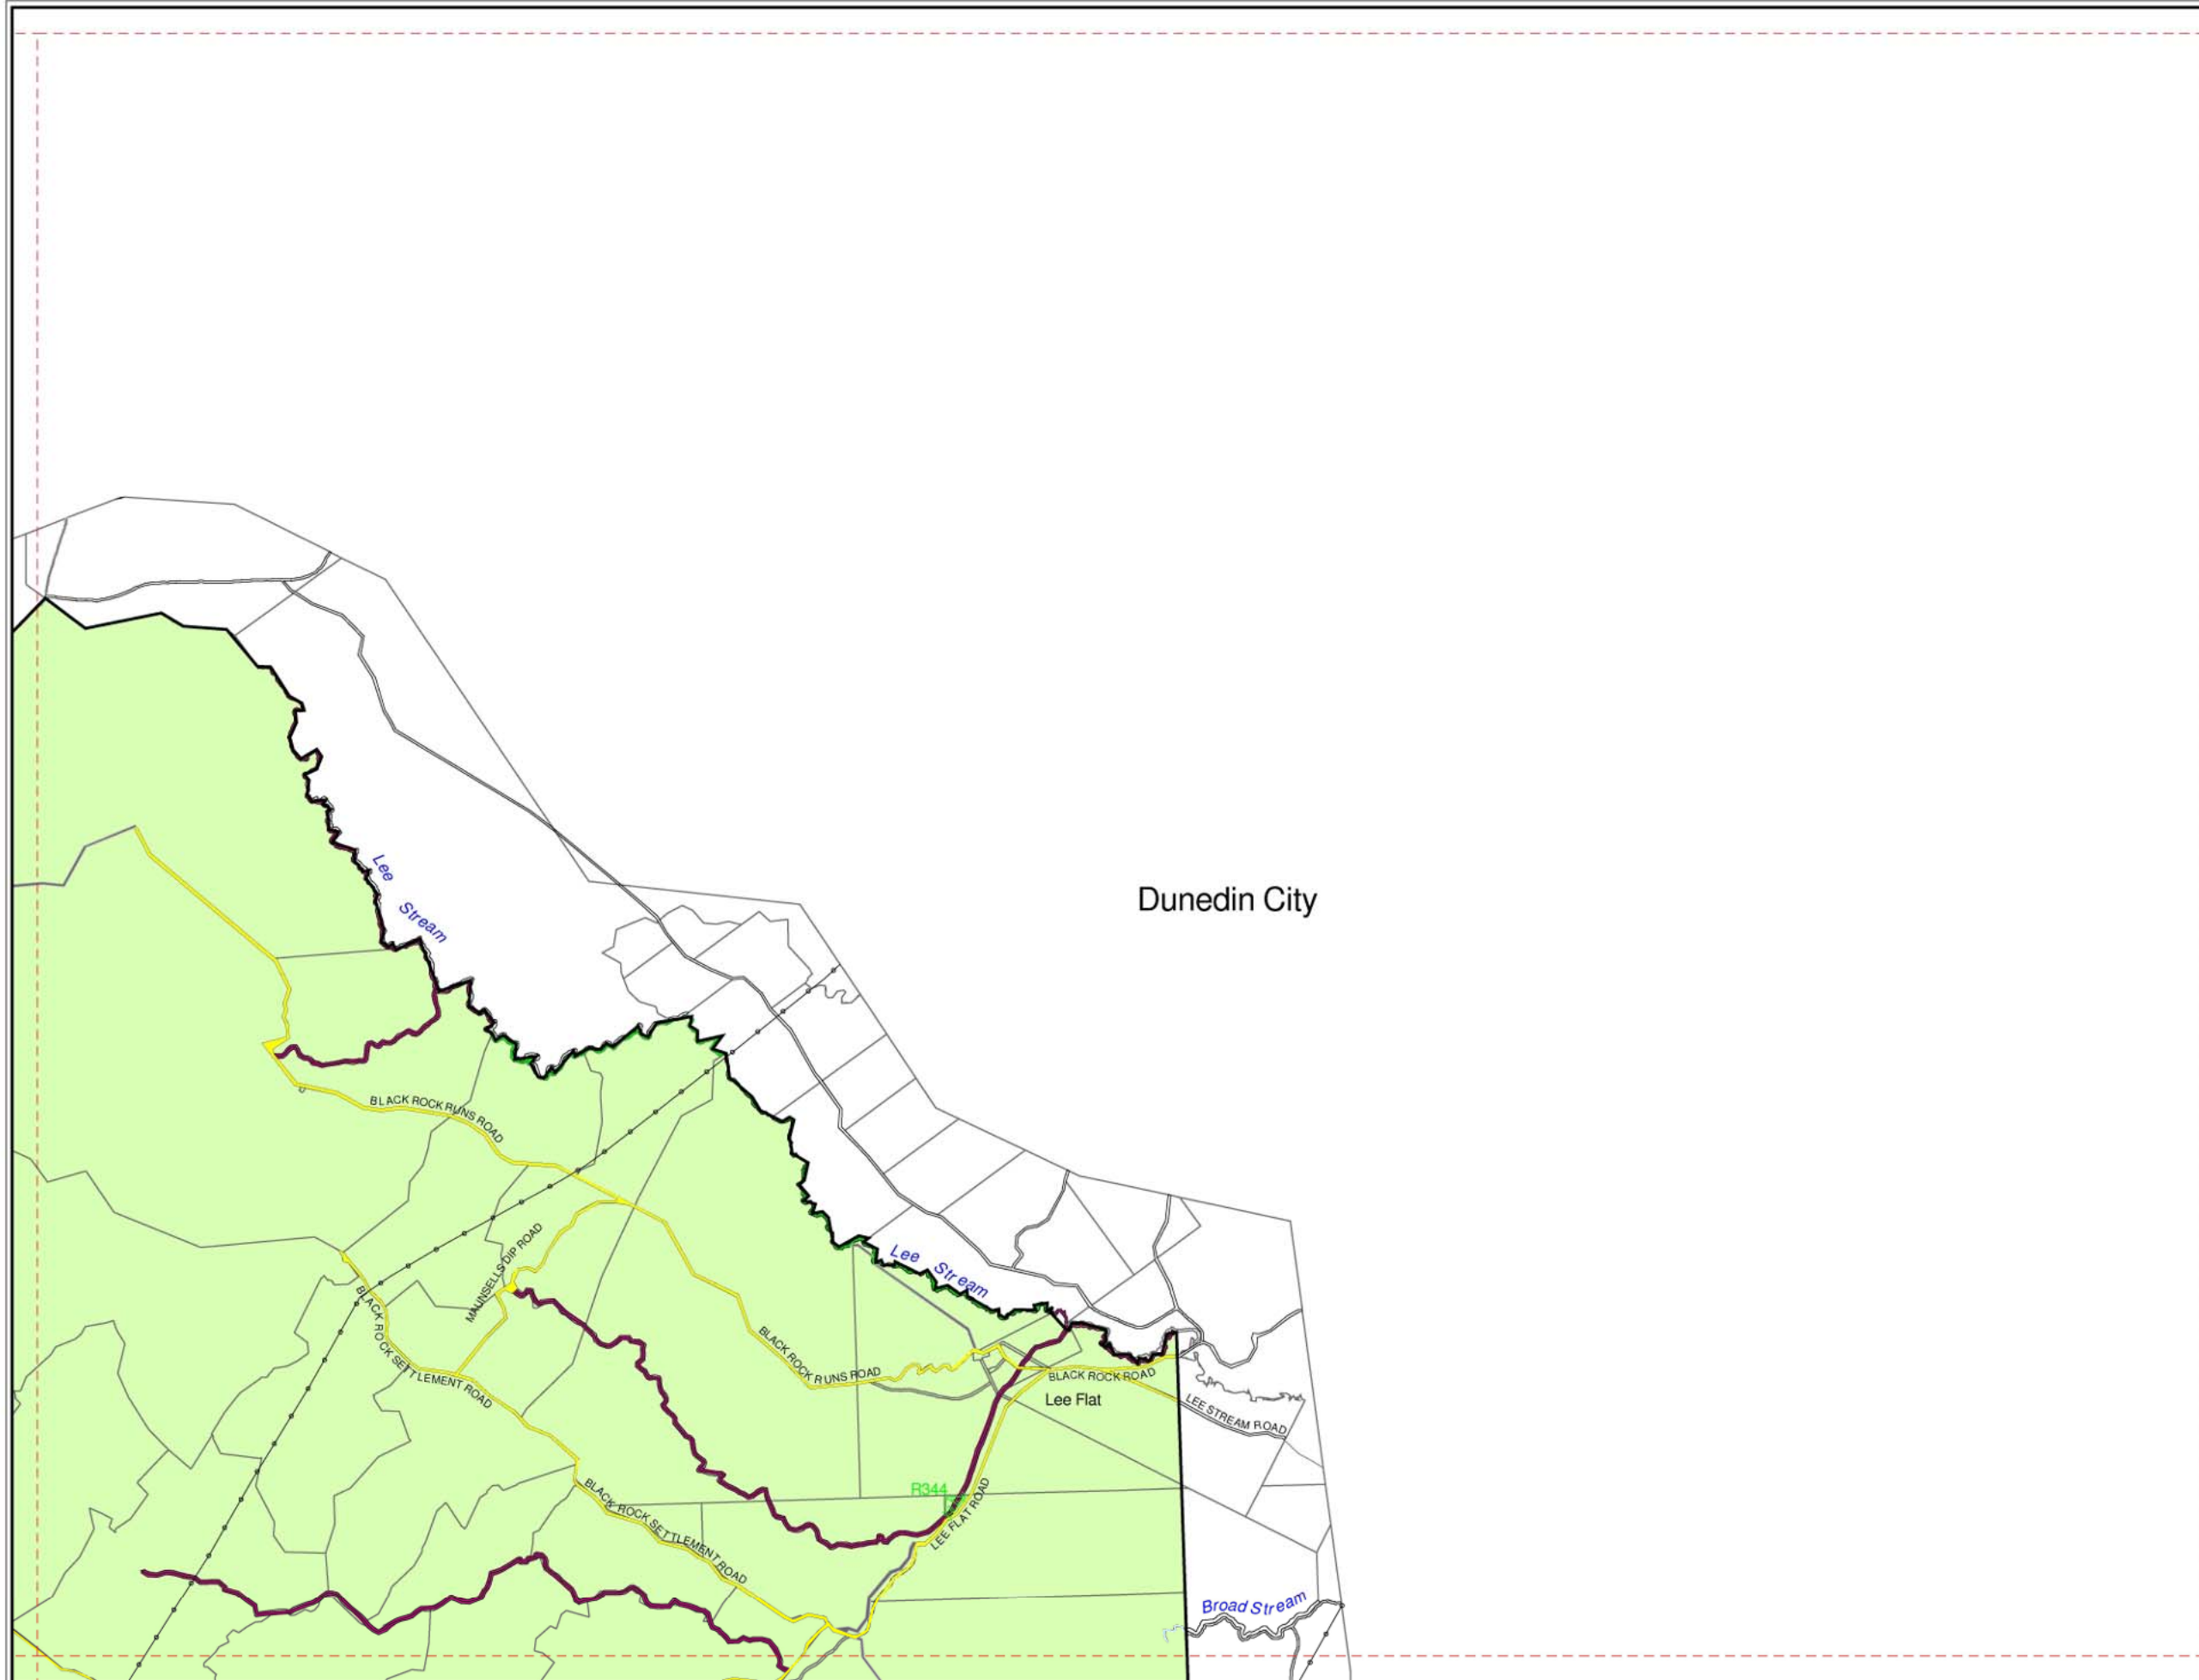 Lee Stream
Dunedin City
BLACK ROCK RUNS ROAD
MAUNSELLS DIP ROAD
Lee Stream
BLACK ROCK SETTLEMENT ROAD
BLACK ROCK RUNS ROAD
BLACK ROCK ROAD
Lee Flat
LEE STREAM ROAD
R344
LEE FLAT ROAD
BLACK ROCK SETTLEMENT ROAD
Broad Stream